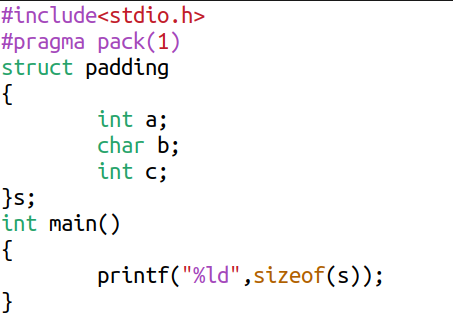 #include<stdio.h>
#pragma pack(1)
struct padding
{
        int a;
        char b;
        int c;
}s;
int main()
{
        printf("%ld",sizeof(s));
}